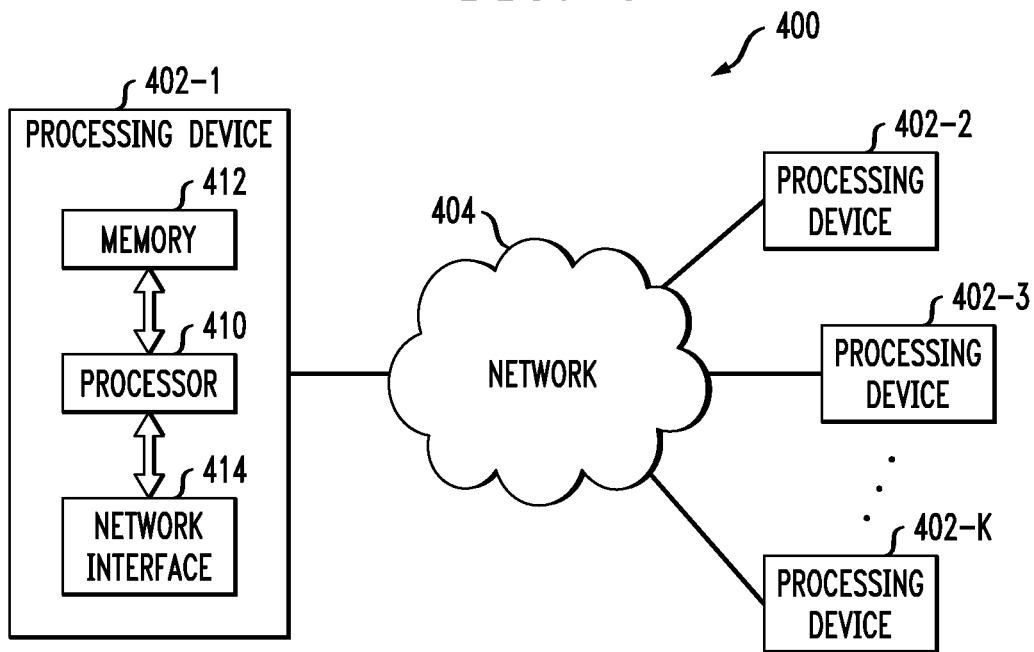 400
402-1
PROCESSING DEVICE
412
MEMORY
410
PROCESSOR
414
NETWORK
INTERFACE
404
NETWORK
402-2
PROCESSING
DEVICE
402-3
PROCESSING
DEVICE
402-K
PROCESSING
DEVICE